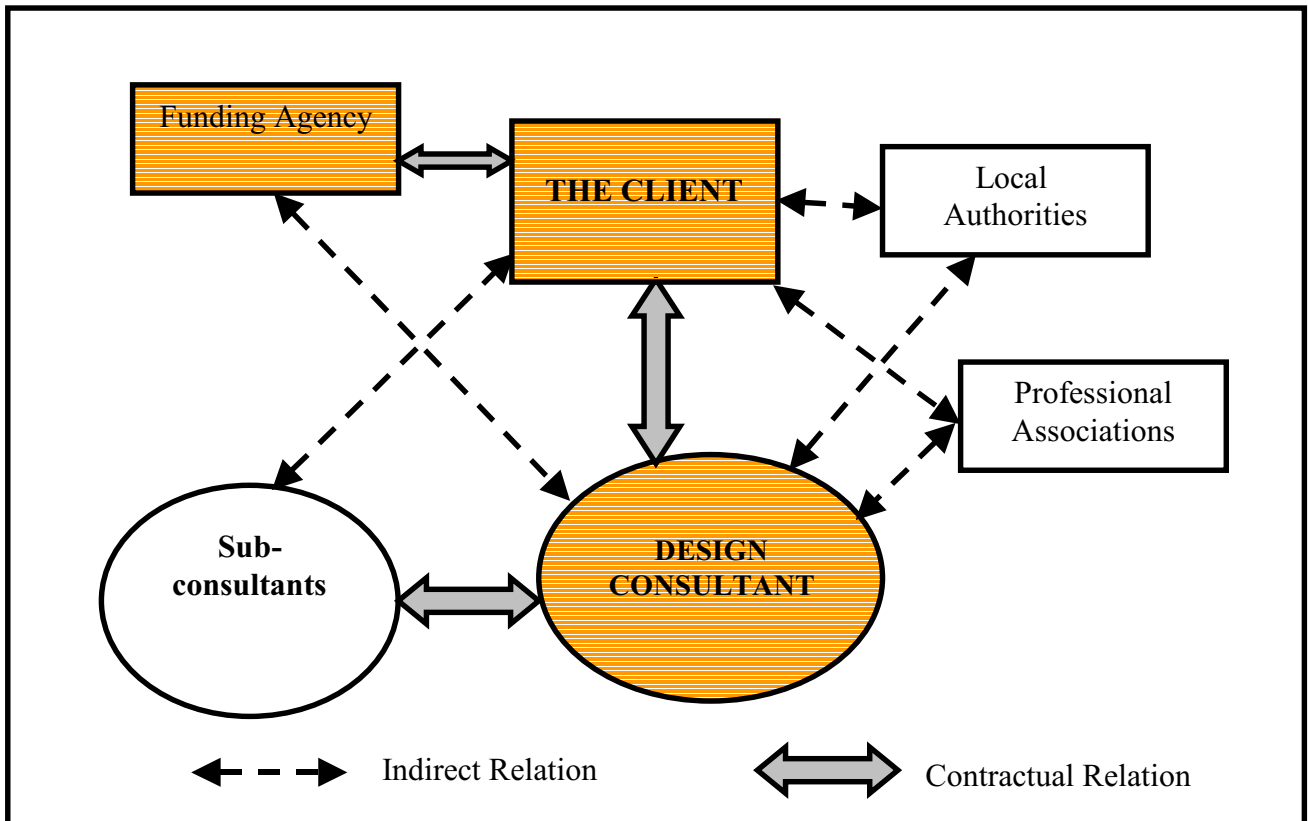 Funding Agency
THE CLIENT
Local
Authorities
Professional
Associations
Sub-
consultants
DESIGN
CONSULTANT
Indirect Relation
Contractual Relation